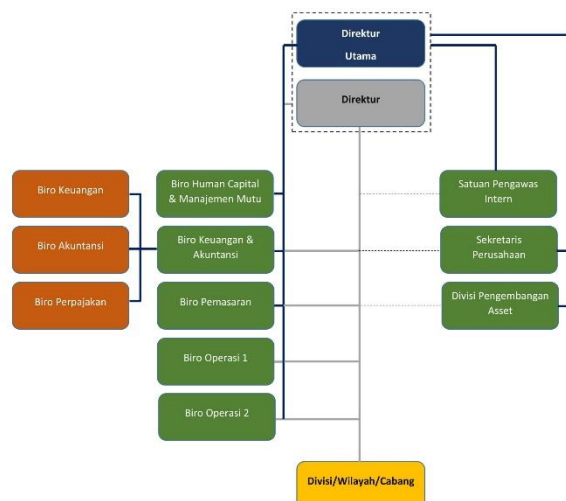 Direktur
Utama
Direktur
Biro Human Capital
& Manajemen Mutu
Satuan Pengawas
Intern
Biro Keuangan
Biro Keuangan &
Akuntansi
Sekretaris
Perusahaan
Biro Akuntansi
Biro Pemasaran
Divisi Pengembangan
Asset
Biro Perpajakan
Biro Operasi 1
Biro Operasi 2
Divisi/Wilayah/Cabang